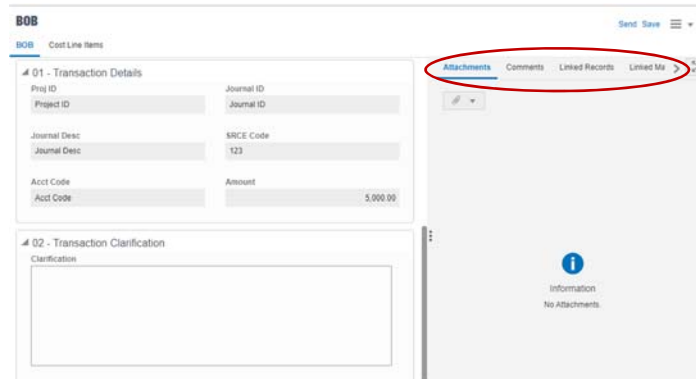 BOB
Send Save
BOB Cost Line Items
01 - Transaction Details
Proj ID Journal ID
Project ID Journal ID
Journal Desc SRCE Code
Journal Desc 123
Acct Code Amount
Acct Code 5,000.00
02 - Transaction Clarification
Clarification
Attachments Comments Linked Records Linked Ma
Information
No Attachments.